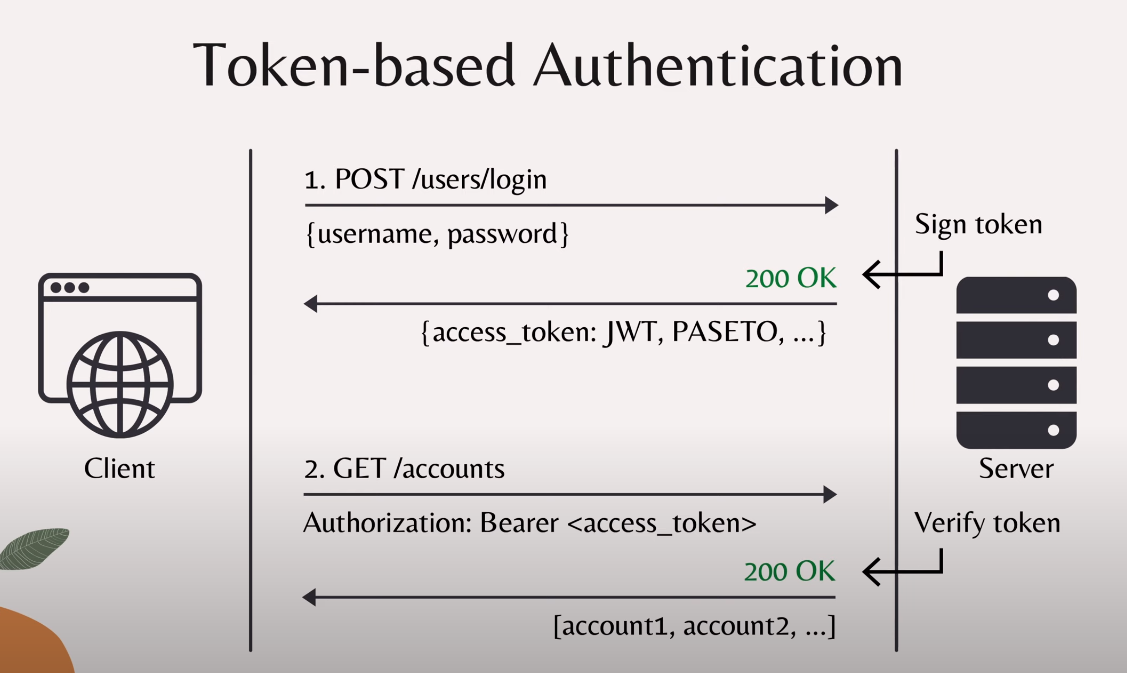 Token-based Authentication
1. POST /users/login
{username, password}
Sign token
200 OK
{access_token: JWT, PASETO, ...}
Client
Server
2. GET /accounts
Authorization: Bearer <access_token>
Verify token
200 OK
[account1, account2, ...]